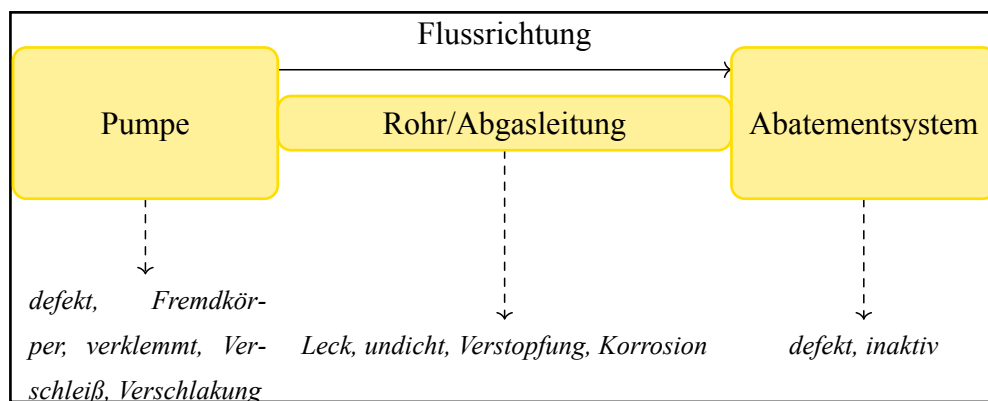 Flussrichtung
Pumpe
Rohr/Abgasleitung
Abatementsystem
defekt, Fremdkör-
per, verklemmt, Ver-
schleiß, Verschlakung
Leck, undicht, Verstopfung, Korrosion
defekt, inaktiv